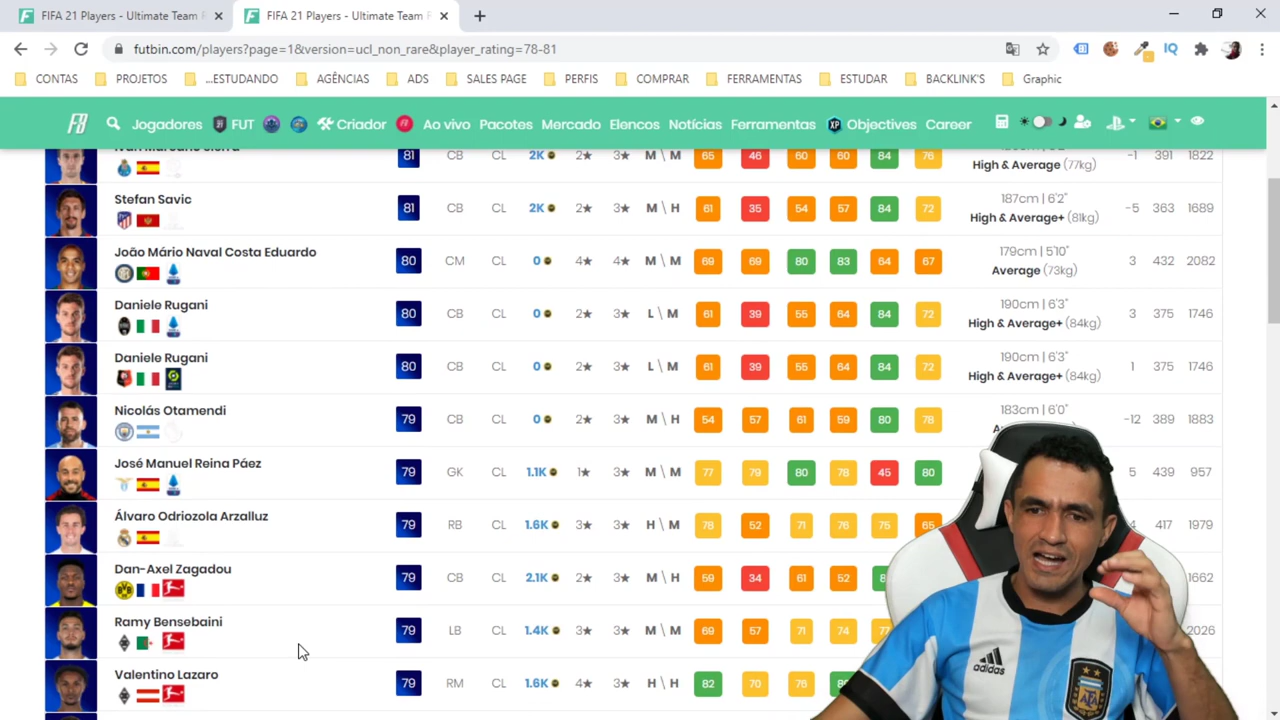 FIFA 21 Players - Ultimate Team F
FIFA 21 Players - Ultimate Team F
futbin.com/players?page=1&version=ucl_non_rare&player_rating=78-81
CONTAS PROJETOS ...ESTUDANDO AGÊNCIAS ADS SALES PAGE PERFIS COMPRAR FERRAMENTAS ESTUDAR BACKLINK'S Graphic
Jogadores FUT Criador Ao vivo Pacotes Mercado Elencos Notícias Ferramentas XP Objectives Career
81 CB CL 2K 2★ 3★ M \ M 65 46 60 60 84 76 High & Average (77kg) -1 391 1822
Stefan Savic 81 CB CL 2K 2★ 3★ M \ H 61 35 54 57 84 72 187cm | 6'2" High & Average+ (81kg) -5 363 1689
João Mário Naval Costa Eduardo 80 CM CL 0 4★ 4★ M \ M 69 69 80 83 64 67 179cm | 5'10" Average (73kg) 3 432 2082
Daniele Rugani 80 CB CL 0 2★ 3★ L \ M 61 39 55 64 84 72 190cm | 6'3" High & Average+ (84kg) 3 375 1746
Daniele Rugani 80 CB CL 0 2★ 3★ L \ M 61 39 55 64 84 72 190cm | 6'3" High & Average+ (84kg) 1 375 1746
Nicolás Otamendi 79 CB CL 0 2★ 3★ M \ H 54 57 61 59 80 78 183cm | 6'0" -12 389 1883
José Manuel Reina Páez 79 GK CL 1.1K 1★ 3★ M \ M 77 79 80 78 45 80 5 439 957
Álvaro Odriozola Arzalluz 79 RB CL 1.6K 3★ 3★ H \ M 78 52 71 76 75 65 417 1979
Dan-Axel Zagadou 79 CB CL 2.1K 2★ 3★ M \ H 59 34 61 52 1662
Ramy Bensebaini 79 LB CL 1.4K 3★ 3★ M \ M 69 57 71 74 77 2026
Valentino Lazaro 79 RM CL 1.6K 4★ 3★ H \ H 82 70 76
adidas
AFA